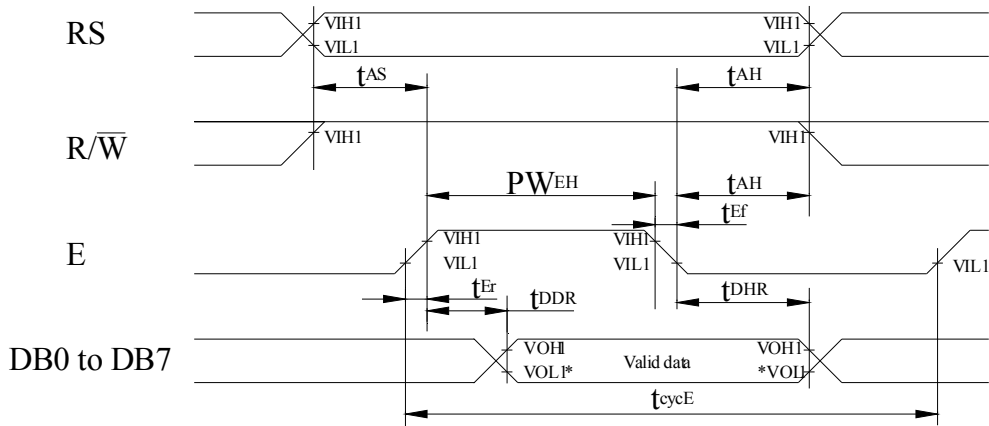 RS
VIH1
VIL1
VIH1
VIL1
tAS
tAH
R/W̅
VIH1
VIH1
PWEH
tAH
tEf
E
VIH1
VIL1
VIH1
VIL1
VIL1
tEr
tDDR
tDHR
DB0 to DB7
VOH1
VOL1*
Valid data
VOH1
*VOL1
tcycE